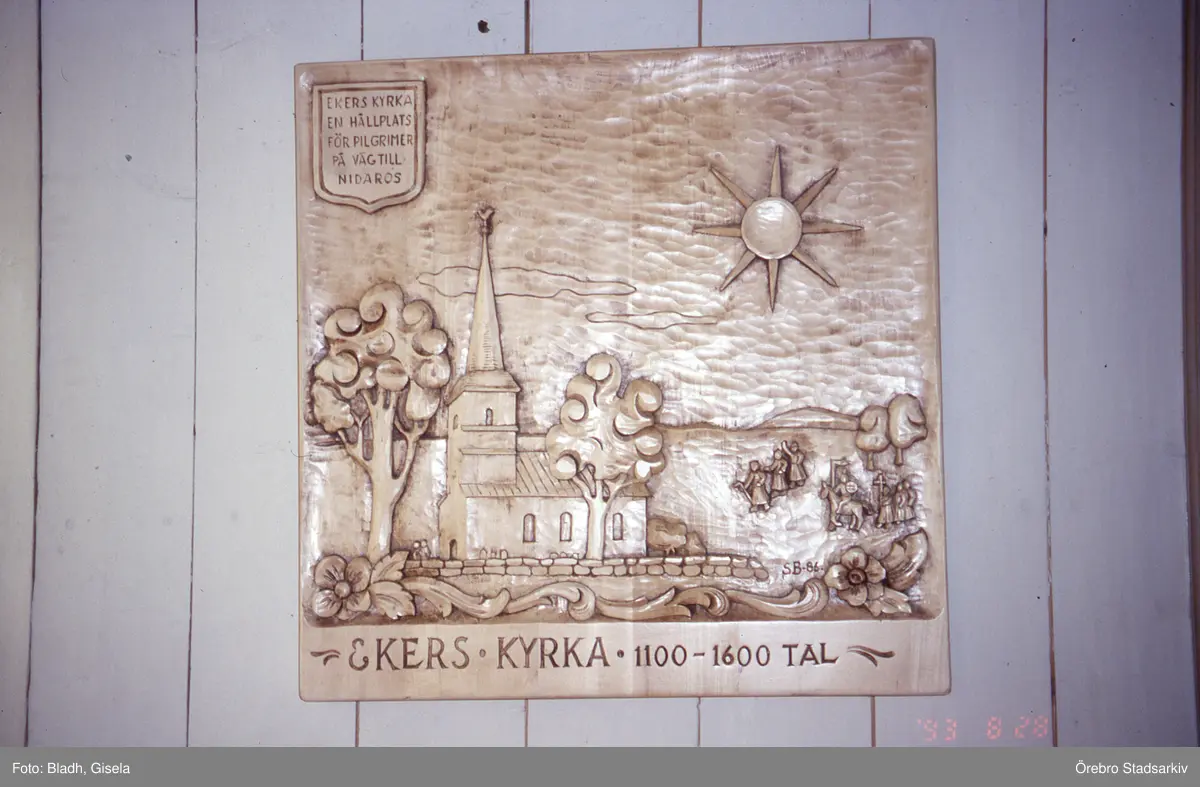 EKERS KYRKA
EN HÅLLPLATS
FÖR PILGRIMER
PÅ VÄG TILL
NIDAROS
SB-86.
EKERS · KYRKA · 1100-1600 TAL
'93 8 28
Foto: Bladh, Gisela
Örebro Stadsarkiv